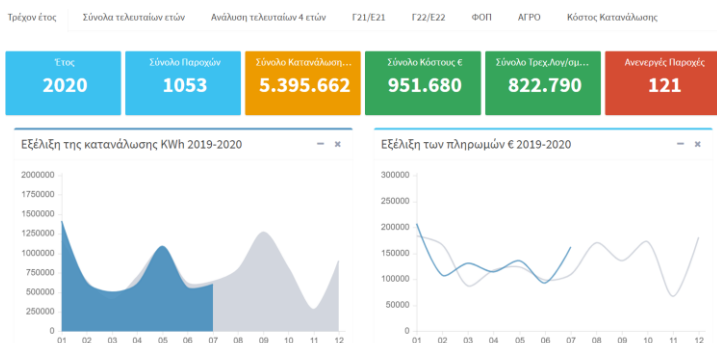 Τρέχον έτος Σύνολα τελευταίων ετών Ανάλυση τελευταίων 4 ετών Γ21/Ε21 Γ22/Ε22 ΦΟΠ ΑΓΡΟ Κόστος Κατανάλωσης
Έτος Σύνολο Παροχών Σύνολο Κατανάλωση... Σύνολο Κόστους € Σύνολο Τρεχ.Λογ/σμ... Ανενεργές Παροχές
2020 1053 5.395.662 951.680 822.790 121
Εξέλιξη της κατανάλωσης KWh 2019-2020
2000000
1750000
1500000
1250000
1000000
750000
500000
250000
0
01 02 03 04 05 06 07 08 09 10 11 12
Εξέλιξη των πληρωμών € 2019-2020
300000
250000
200000
150000
100000
50000
0
01 02 03 04 05 06 07 08 09 10 11 12